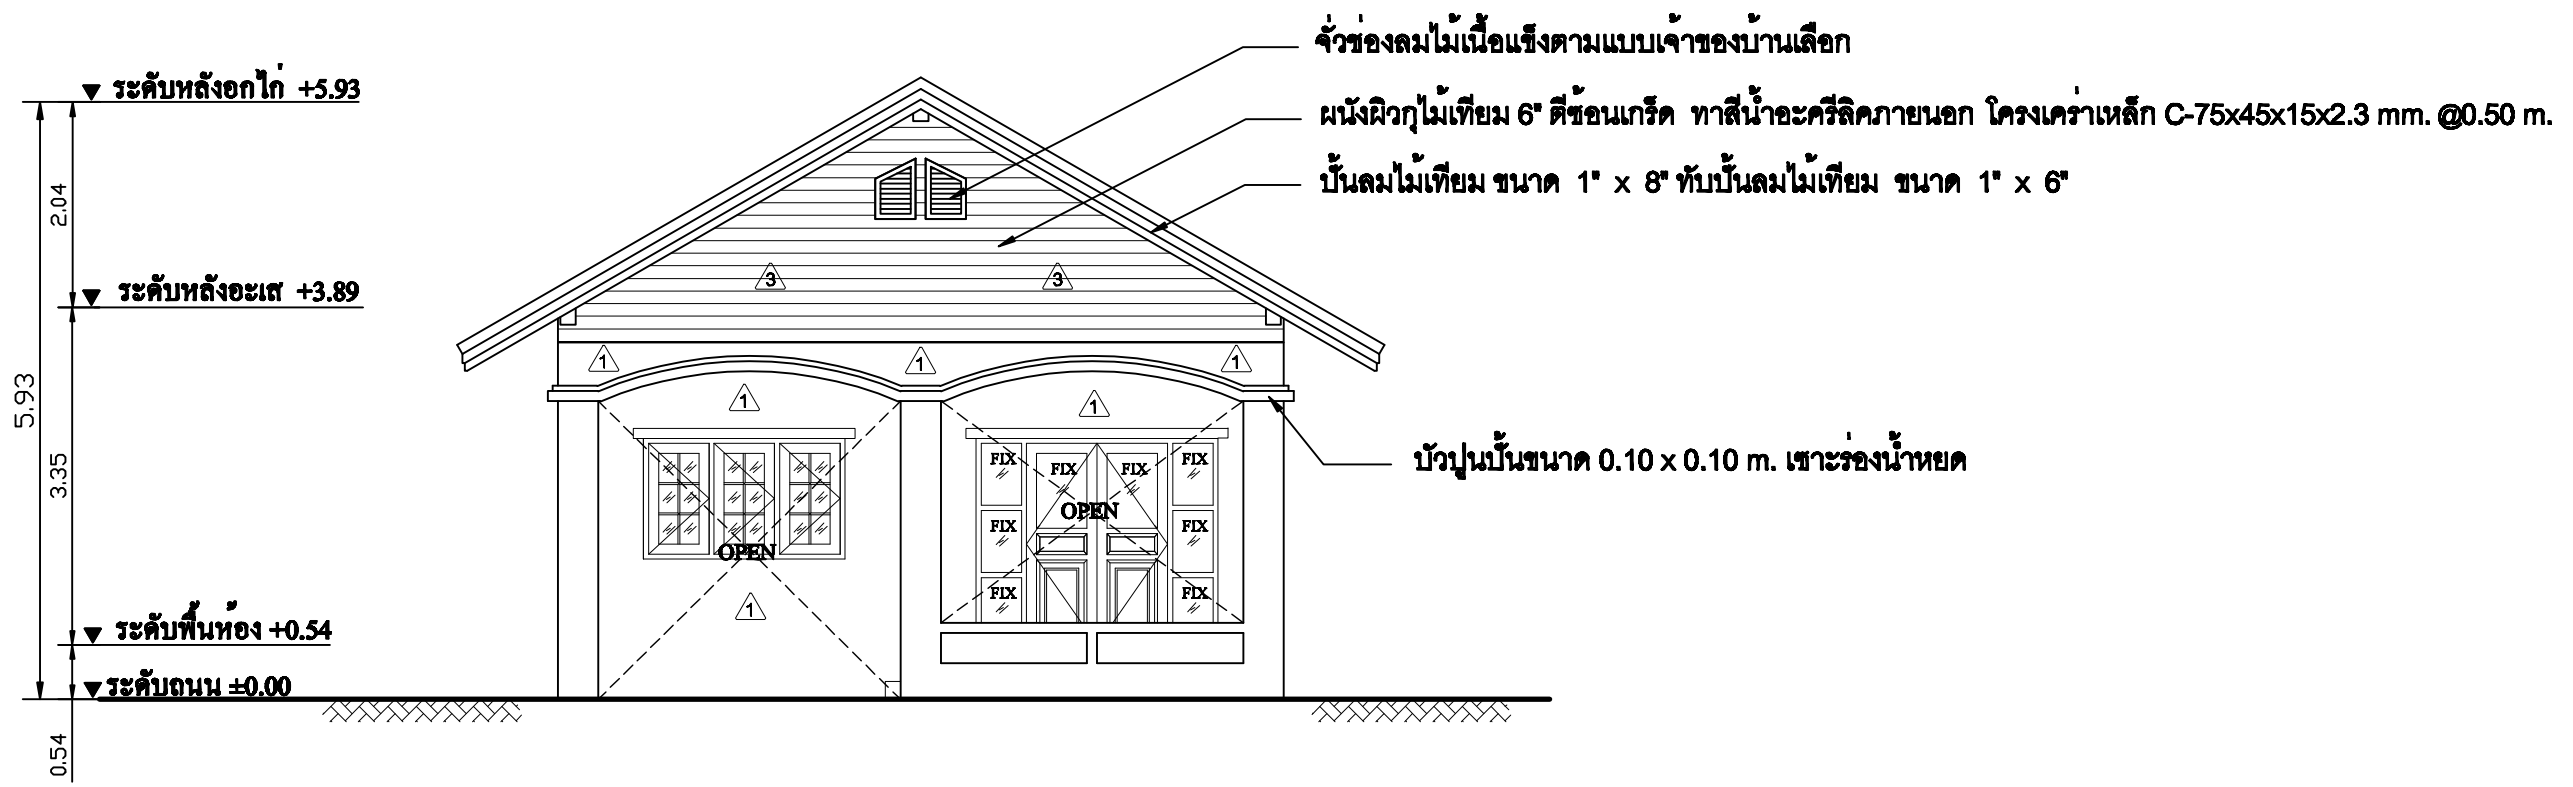 จั่วช่องลมไม้เนื้อแข็งตามแบบเจ้าของบ้านเลือก
ระดับหลังอกไก่ +5.93
ผนังผิวกุไม้เทียม 6" ตีซ้อนเกร็ด ทาสีน้ำอะครีลิคภายนอก โครงเคร่าเหล็ก C-75x45x15x2.3 mm. @0.50 m.
ปั้นลมไม้เทียม ขนาด 1" x 8" ทับปั้นลมไม้เทียม ขนาด 1" x 6"
2.04
3 3
ระดับหลังอะเส +3.89
1 1 1
5.93
1 1
3.35
บัวปูนปั้นขนาด 0.10 x 0.10 m. เซาะร่องน้ำหยด
FIX FIX FIX FIX
OPEN
FIX FIX
OPEN
FIX FIX
1
ระดับพื้นห้อง +0.54
ระดับถนน ±0.00
0.54